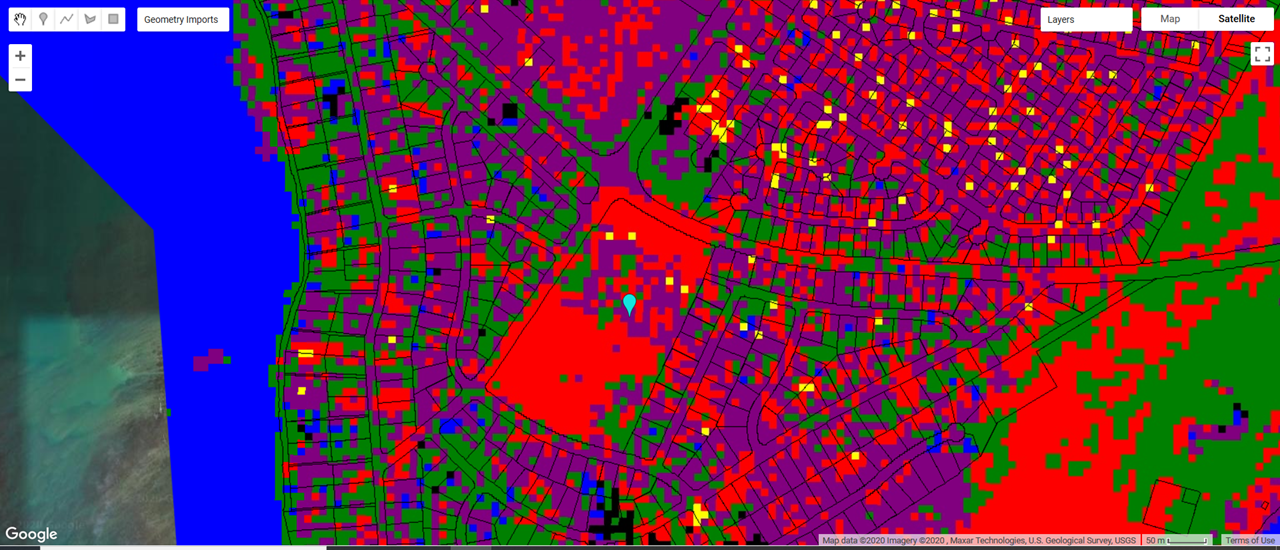 Geometry Imports
Layers
Map
Satellite
+
−
Google
Map data ©2020 Imagery ©2020 , Maxar Technologies, U.S. Geological Survey, USGS
50 m
Terms of Use